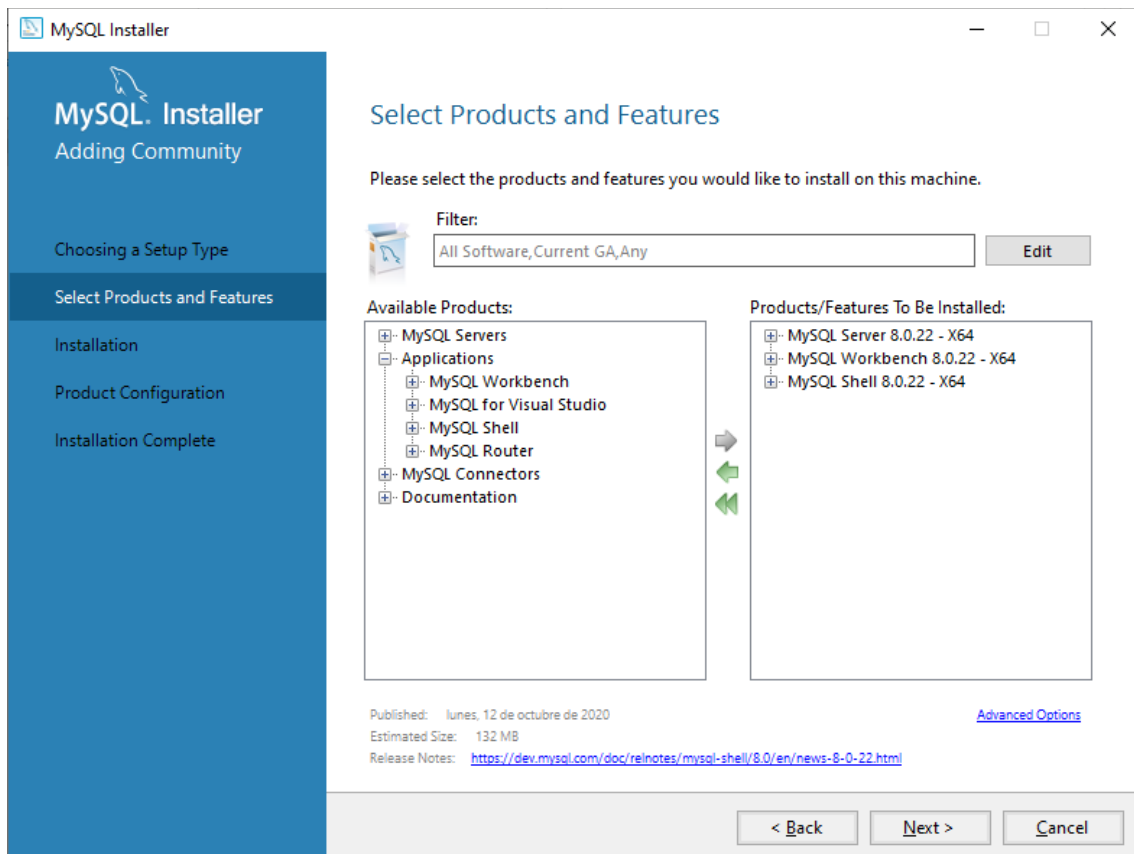 MySQL Installer
MySQL. Installer
Adding Community
Choosing a Setup Type
Select Products and Features
Installation
Product Configuration
Installation Complete
Select Products and Features
Please select the products and features you would like to install on this machine.
Filter:
All Software,Current GA,Any
Edit
Available Products:
MySQL Servers
Applications
MySQL Workbench
MySQL for Visual Studio
MySQL Shell
MySQL Router
MySQL Connectors
Documentation
Products/Features To Be Installed:
MySQL Server 8.0.22 - X64
MySQL Workbench 8.0.22 - X64
MySQL Shell 8.0.22 - X64
Published: lunes, 12 de octubre de 2020
Advanced Options
Estimated Size: 132 MB
Release Notes: https://dev.mysql.com/doc/relnotes/mysql-shell/8.0/en/news-8-0-22.html
< Back
Next >
Cancel